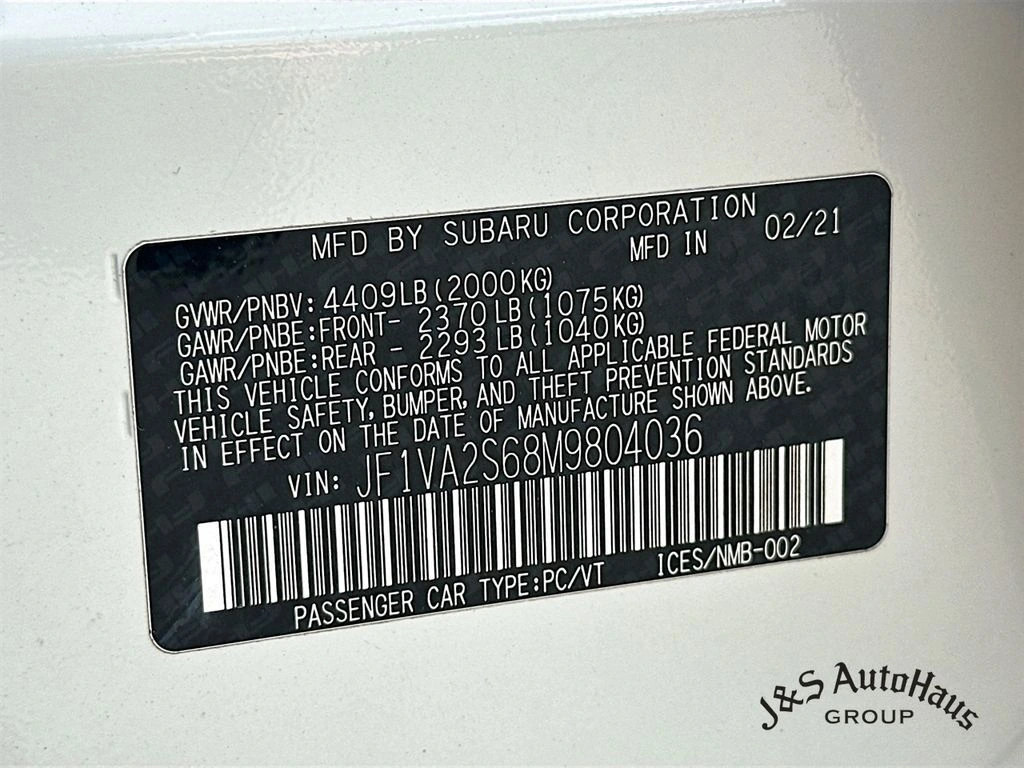 MFD BY SUBARU CORPORATION
MFD IN 02/21
GVWR/PNBV: 4409LB(2000KG)
GAWR/PNBE:FRONT- 2370LB(1075KG)
GAWR/PNBE:REAR - 2293LB(1040KG)
THIS VEHICLE CONFORMS TO ALL APPLICABLE FEDERAL MOTOR
VEHICLE SAFETY, BUMPER, AND THEFT PREVENTION STANDARDS
IN EFFECT ON THE DATE OF MANUFACTURE SHOWN ABOVE.
VIN: JF1VA2S68M9804036
PASSENGER CAR TYPE:PC/VT ICES/NMB-002
J&S AutoHaus
GROUP